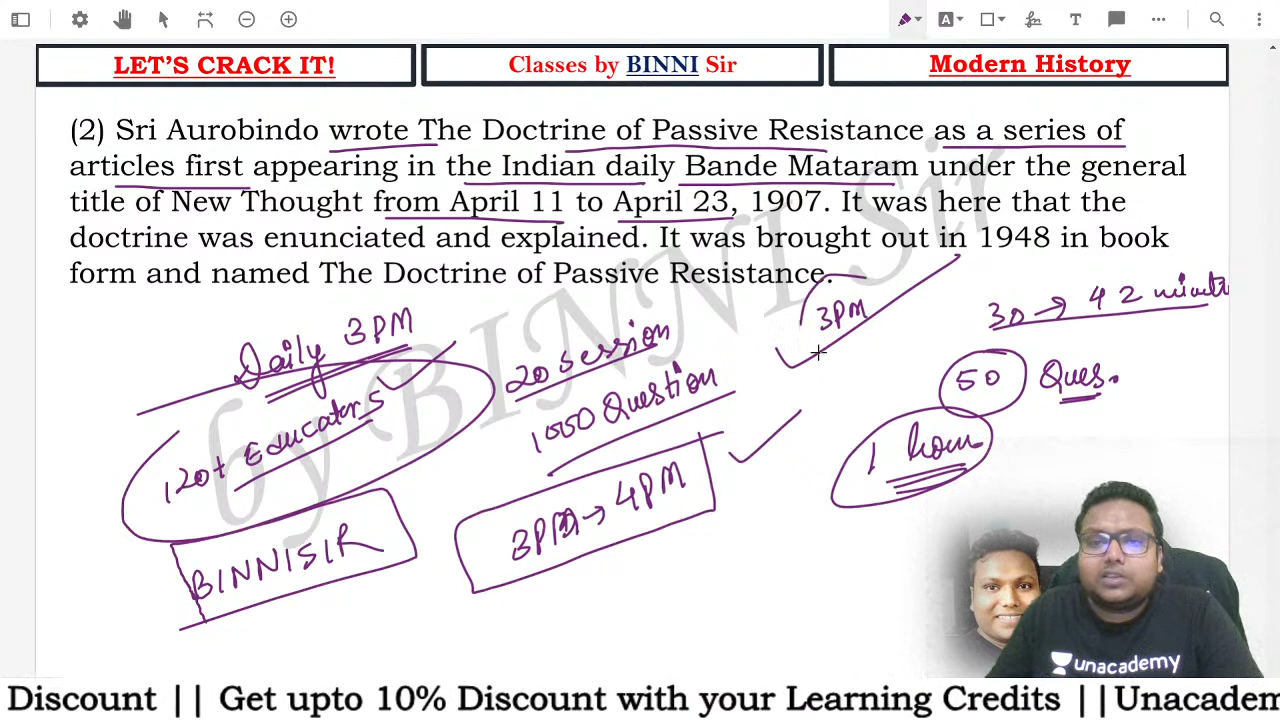 LET'S CRACK IT!
Classes by BINNI Sir
Modern History
(2) Sri Aurobindo wrote The Doctrine of Passive Resistance as a series of
articles first appearing in the Indian daily Bande Mataram under the general
title of New Thought from April 11 to April 23, 1907. It was here that the
doctrine was enunciated and explained. It was brought out in 1948 in book
form and named The Doctrine of Passive Resistance.
by BINNI Sir
Daily 3PM
120+ Educators
BINNISIR
20 Session
1000 Question
3PM → 4PM
3PM
30 → 42
50 Ques.
1 hour
unacademy
Discount || Get upto 10% Discount with your Learning Credits ||Unacadem